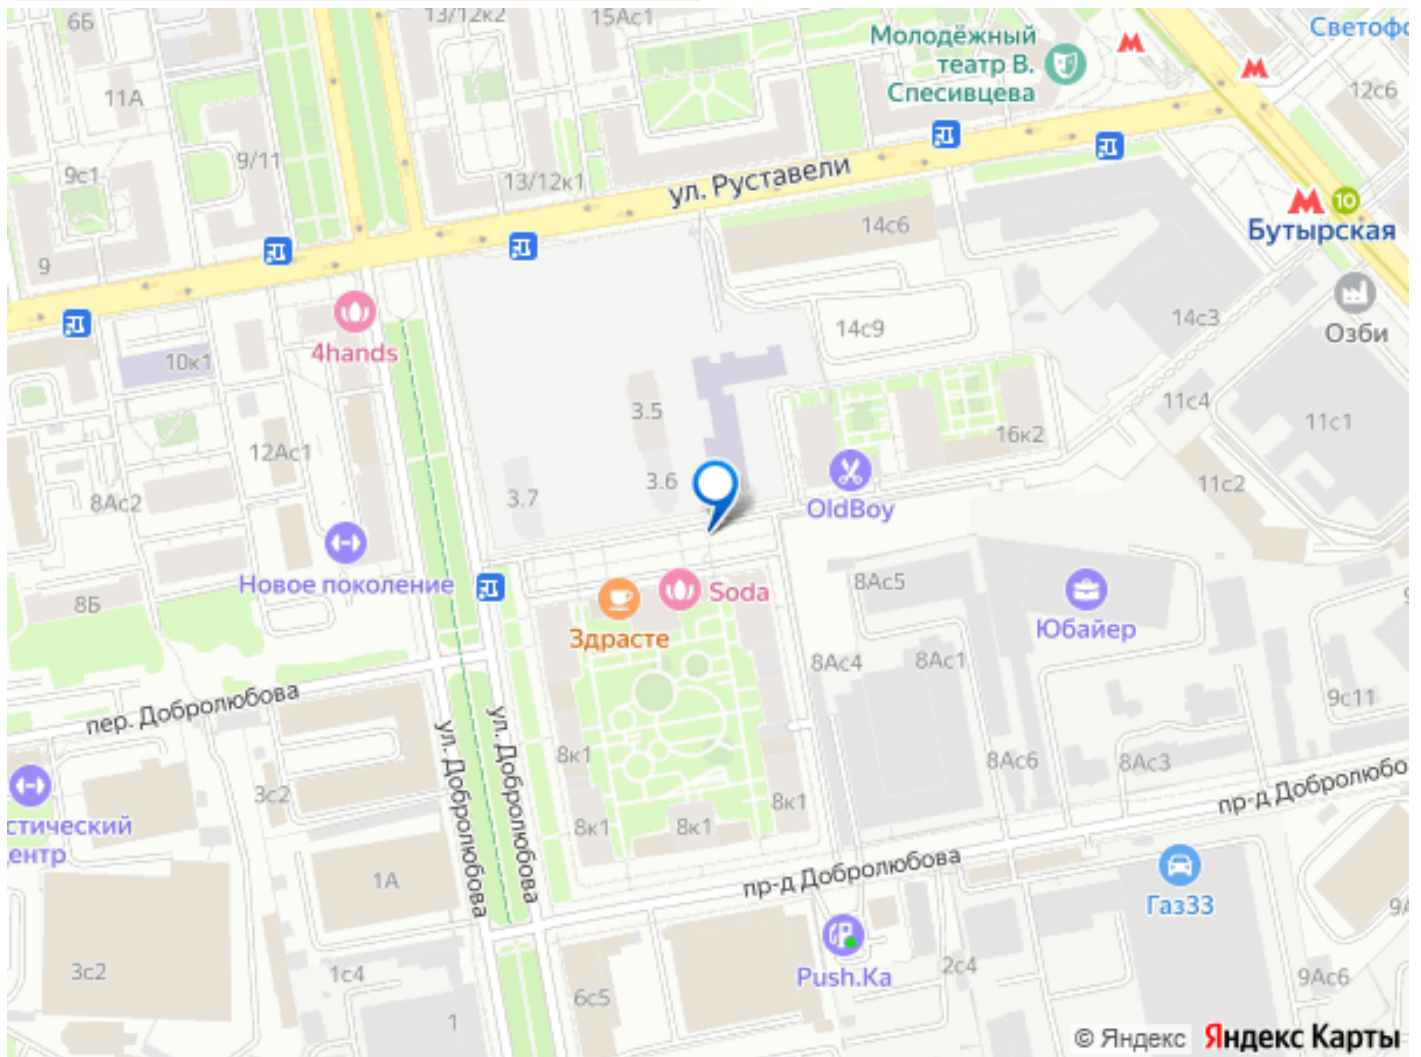 6Б
13/12к2
15Ас1
Молодёжный
театр В.
Спесивцева
Светофо
11А
12с6
9с1
9/11
13/12к1
ул. Руставели
14с6
10
Бутырская
9
4hands
10к1
14с9
14с3
Озби
3.5
11с4
11с1
12Ас1
16к2
8Ас2
3.7
3.6
OldBoy
11с2
Новое поколение
8Б
Здрасте
Soda
8Ас5
Юбайер
8Ас4
8Ас1
пер. Добролюбова
ул. Добролюбова
ул. Добролюбова
9с11
8к1
8Ас6
8Ас3
3с2
8к1
пр-д Добролюбо
стический
ентр
8к1
8к1
1А
пр-д Добролюбова
Газ33
3с2
1с4
Push.Ka
2с4
6с5
9Ас6
1
© Яндекс Яндекс Карты